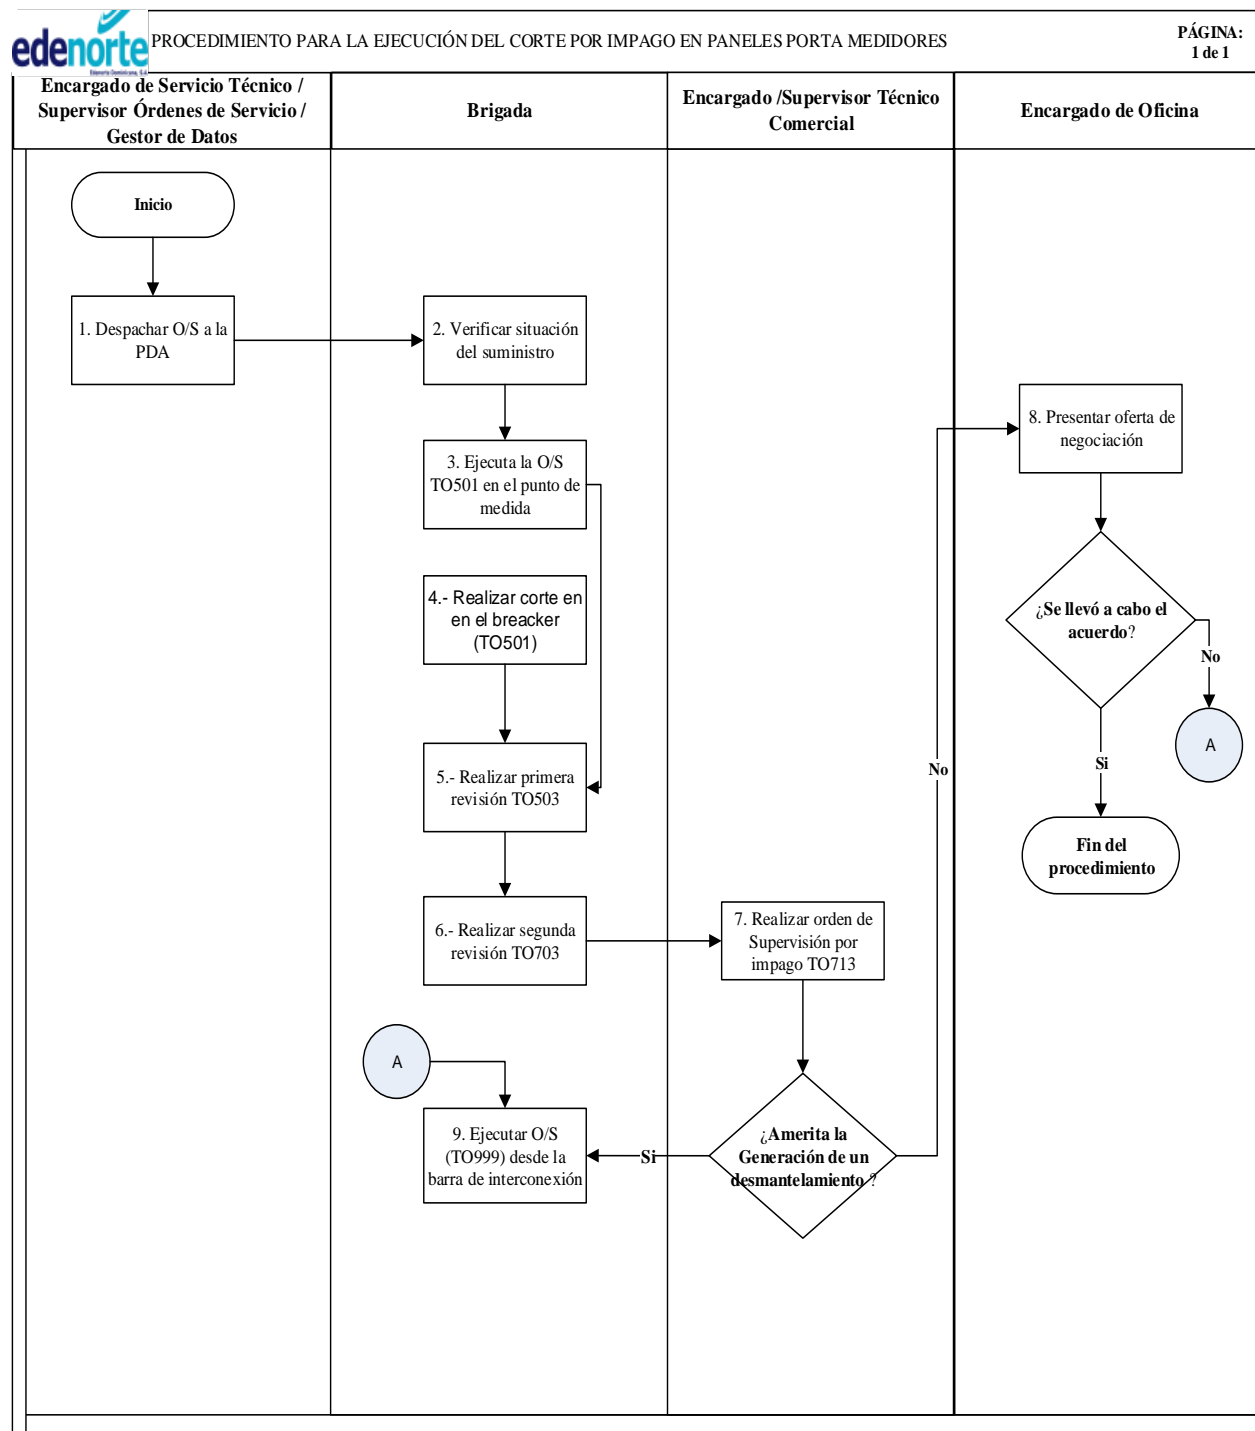 edenorte
Edenorte Dominicana, S.A.
PROCEDIMIENTO PARA LA EJECUCIÓN DEL CORTE POR IMPAGO EN PANELES PORTA MEDIDORES
PÁGINA:
1 de 1
Encargado de Servicio Técnico /
Supervisor Órdenes de Servicio /
Gestor de Datos
Brigada
Encargado /Supervisor Técnico
Comercial
Encargado de Oficina
Inicio
1. Despachar O/S a la
PDA
2. Verificar situación
del suministro
3. Ejecuta la O/S
TO501 en el punto de
medida
4.- Realizar corte en
en el breacker
(TO501)
5.- Realizar primera
revisión TO503
6.- Realizar segunda
revisión TO703
7. Realizar orden de
Supervisión por
impago TO713
¿Amerita la
Generación de un
desmantelamiento ?
Si
No
8. Presentar oferta de
negociación
¿Se llevó a cabo el
acuerdo?
No
A
Si
Fin del
procedimiento
A
9. Ejecutar O/S
(TO999) desde la
barra de interconexión